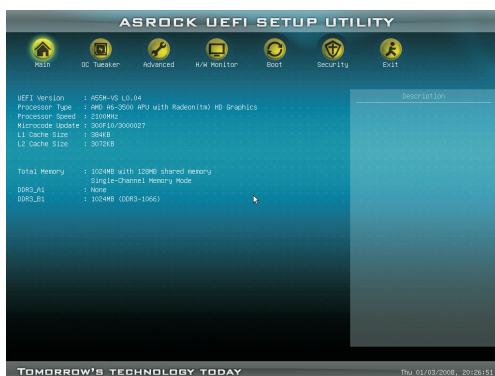 ASROCK UEFI SETUP UTILITY
Main OC Tweaker Advanced H/W Monitor Boot Security Exit
UEFI Version : A55M-VS L0.04
Processor Type : AMD A6-3500 APU with Radeon(tm) HD Graphics
Processor Speed : 2100MHz
Microcode Update : 300F10/3000027
L1 Cache Size : 384KB
L2 Cache Size : 3072KB
Total Memory : 1024MB with 128MB shared memory
Single-Channel Memory Mode
DDR3_A1 : None
DDR3_B1 : 1024MB (DDR3-1066)
Description
TOMORROW'S TECHNOLOGY TODAY
Thu 01/03/2008, 20:26:51